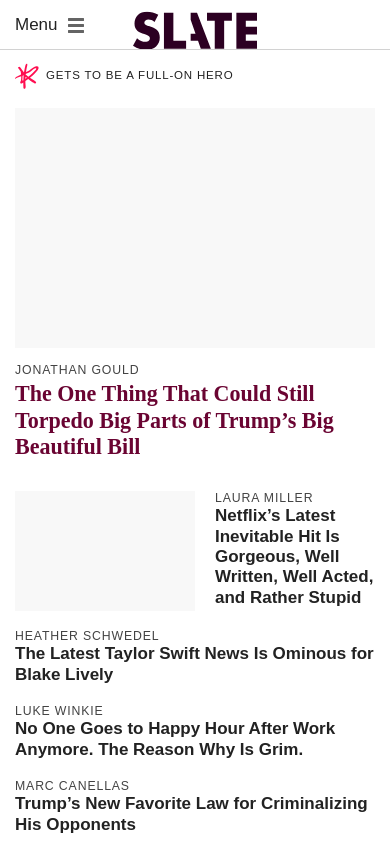 Menu
SLATE
GETS TO BE A FULL-ON HERO
JONATHAN GOULD
The One Thing That Could Still
Torpedo Big Parts of Trump’s Big
Beautiful Bill
LAURA MILLER
Netflix’s Latest
Inevitable Hit Is
Gorgeous, Well
Written, Well Acted,
and Rather Stupid
HEATHER SCHWEDEL
The Latest Taylor Swift News Is Ominous for
Blake Lively
LUKE WINKIE
No One Goes to Happy Hour After Work
Anymore. The Reason Why Is Grim.
MARC CANELLAS
Trump’s New Favorite Law for Criminalizing
His Opponents